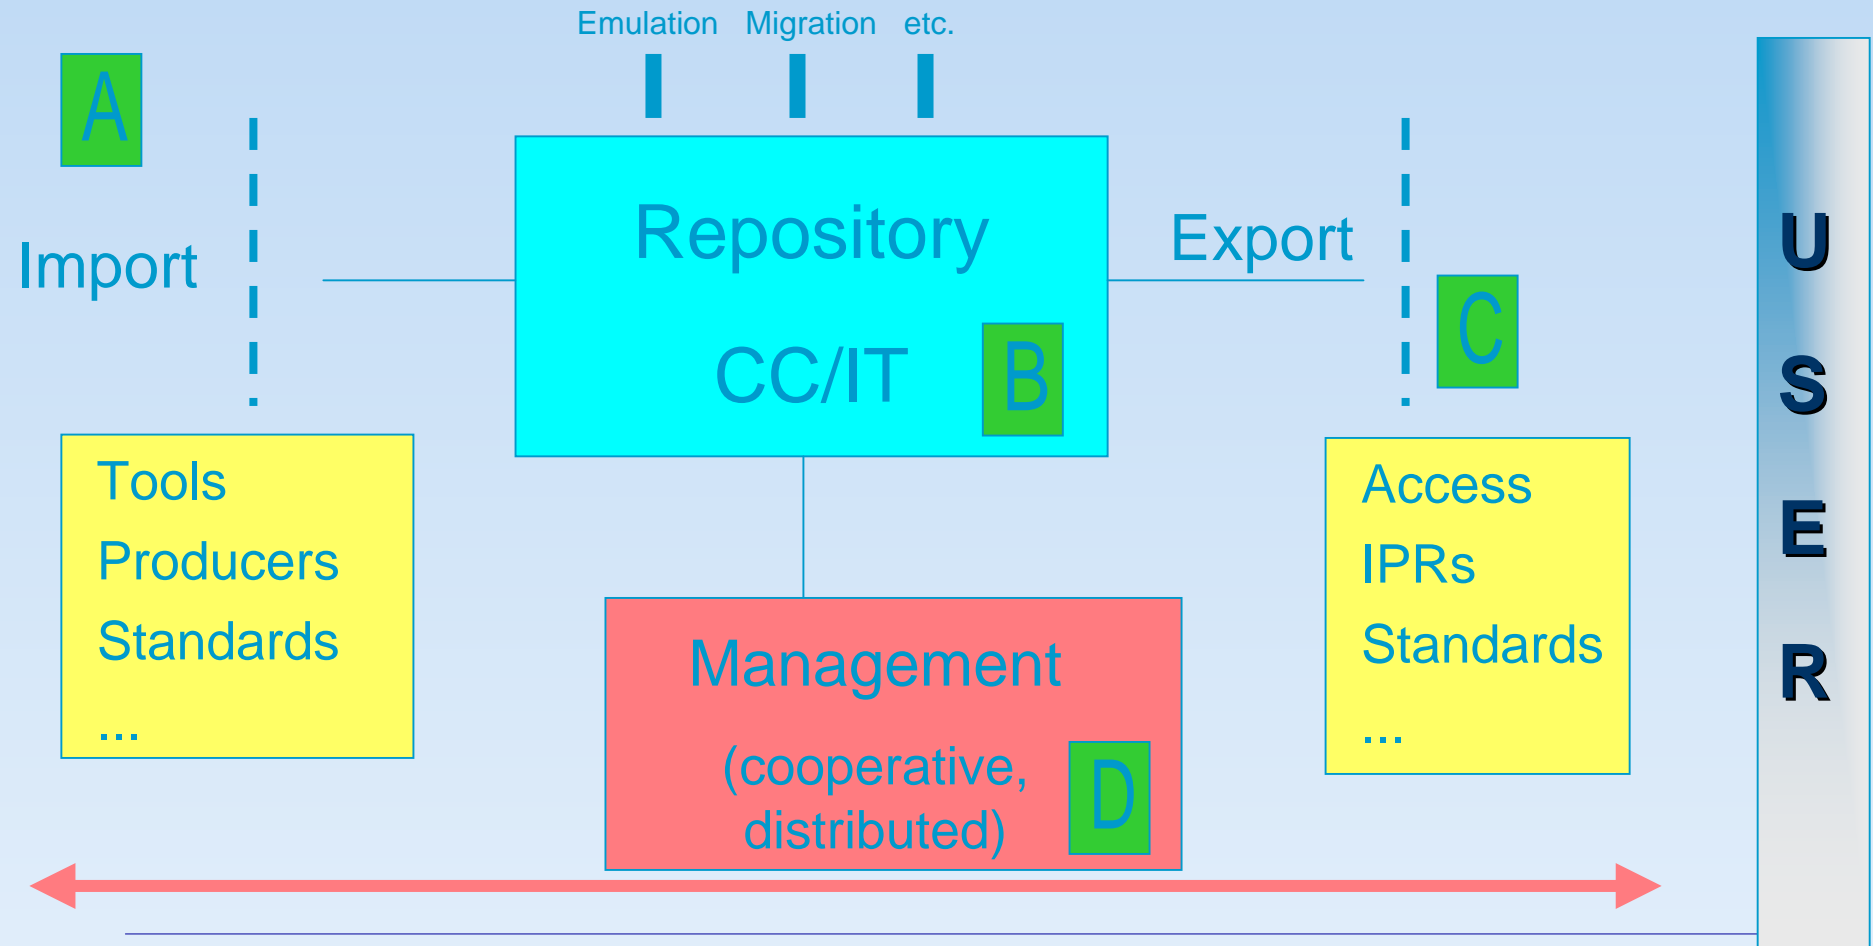 Emulation Migration etc.
A
Import
Repository
CC/IT
B
Export
C
Tools
Producers
Standards
...
Management
(cooperative,
distributed)
D
Access
IPRs
Standards
...
U
S
E
R